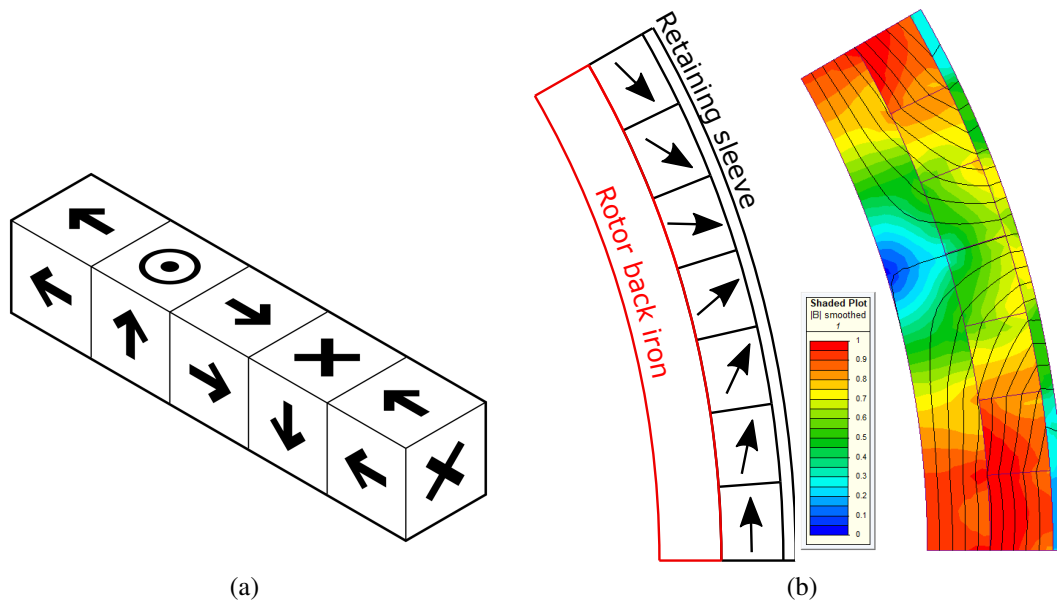 Retaining sleeve
Rotor back iron
Shaded Plot
|B| smoothed
1
0.9
0.8
0.7
0.6
0.5
0.4
0.3
0.2
0.1
0
(a)
(b)